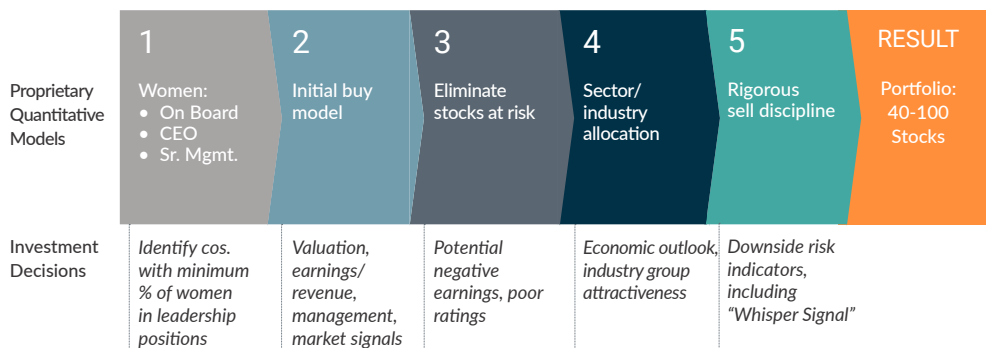 Proprietary
Quantitative
Models
1
Women:
• On Board
• CEO
• Sr. Mgmt.
2
Initial buy
model
3
Eliminate
stocks at risk
4
Sector/
industry
allocation
5
Rigorous
sell discipline
RESULT
Portfolio:
40-100
Stocks
Investment
Decisions
Identify cos.
with minimum
% of women
in leadership
positions
Valuation,
earnings/
revenue,
management,
market signals
Potential
negative
earnings, poor
ratings
Economic outlook,
industry group
attractiveness
Downside risk
indicators,
including
“Whisper Signal”